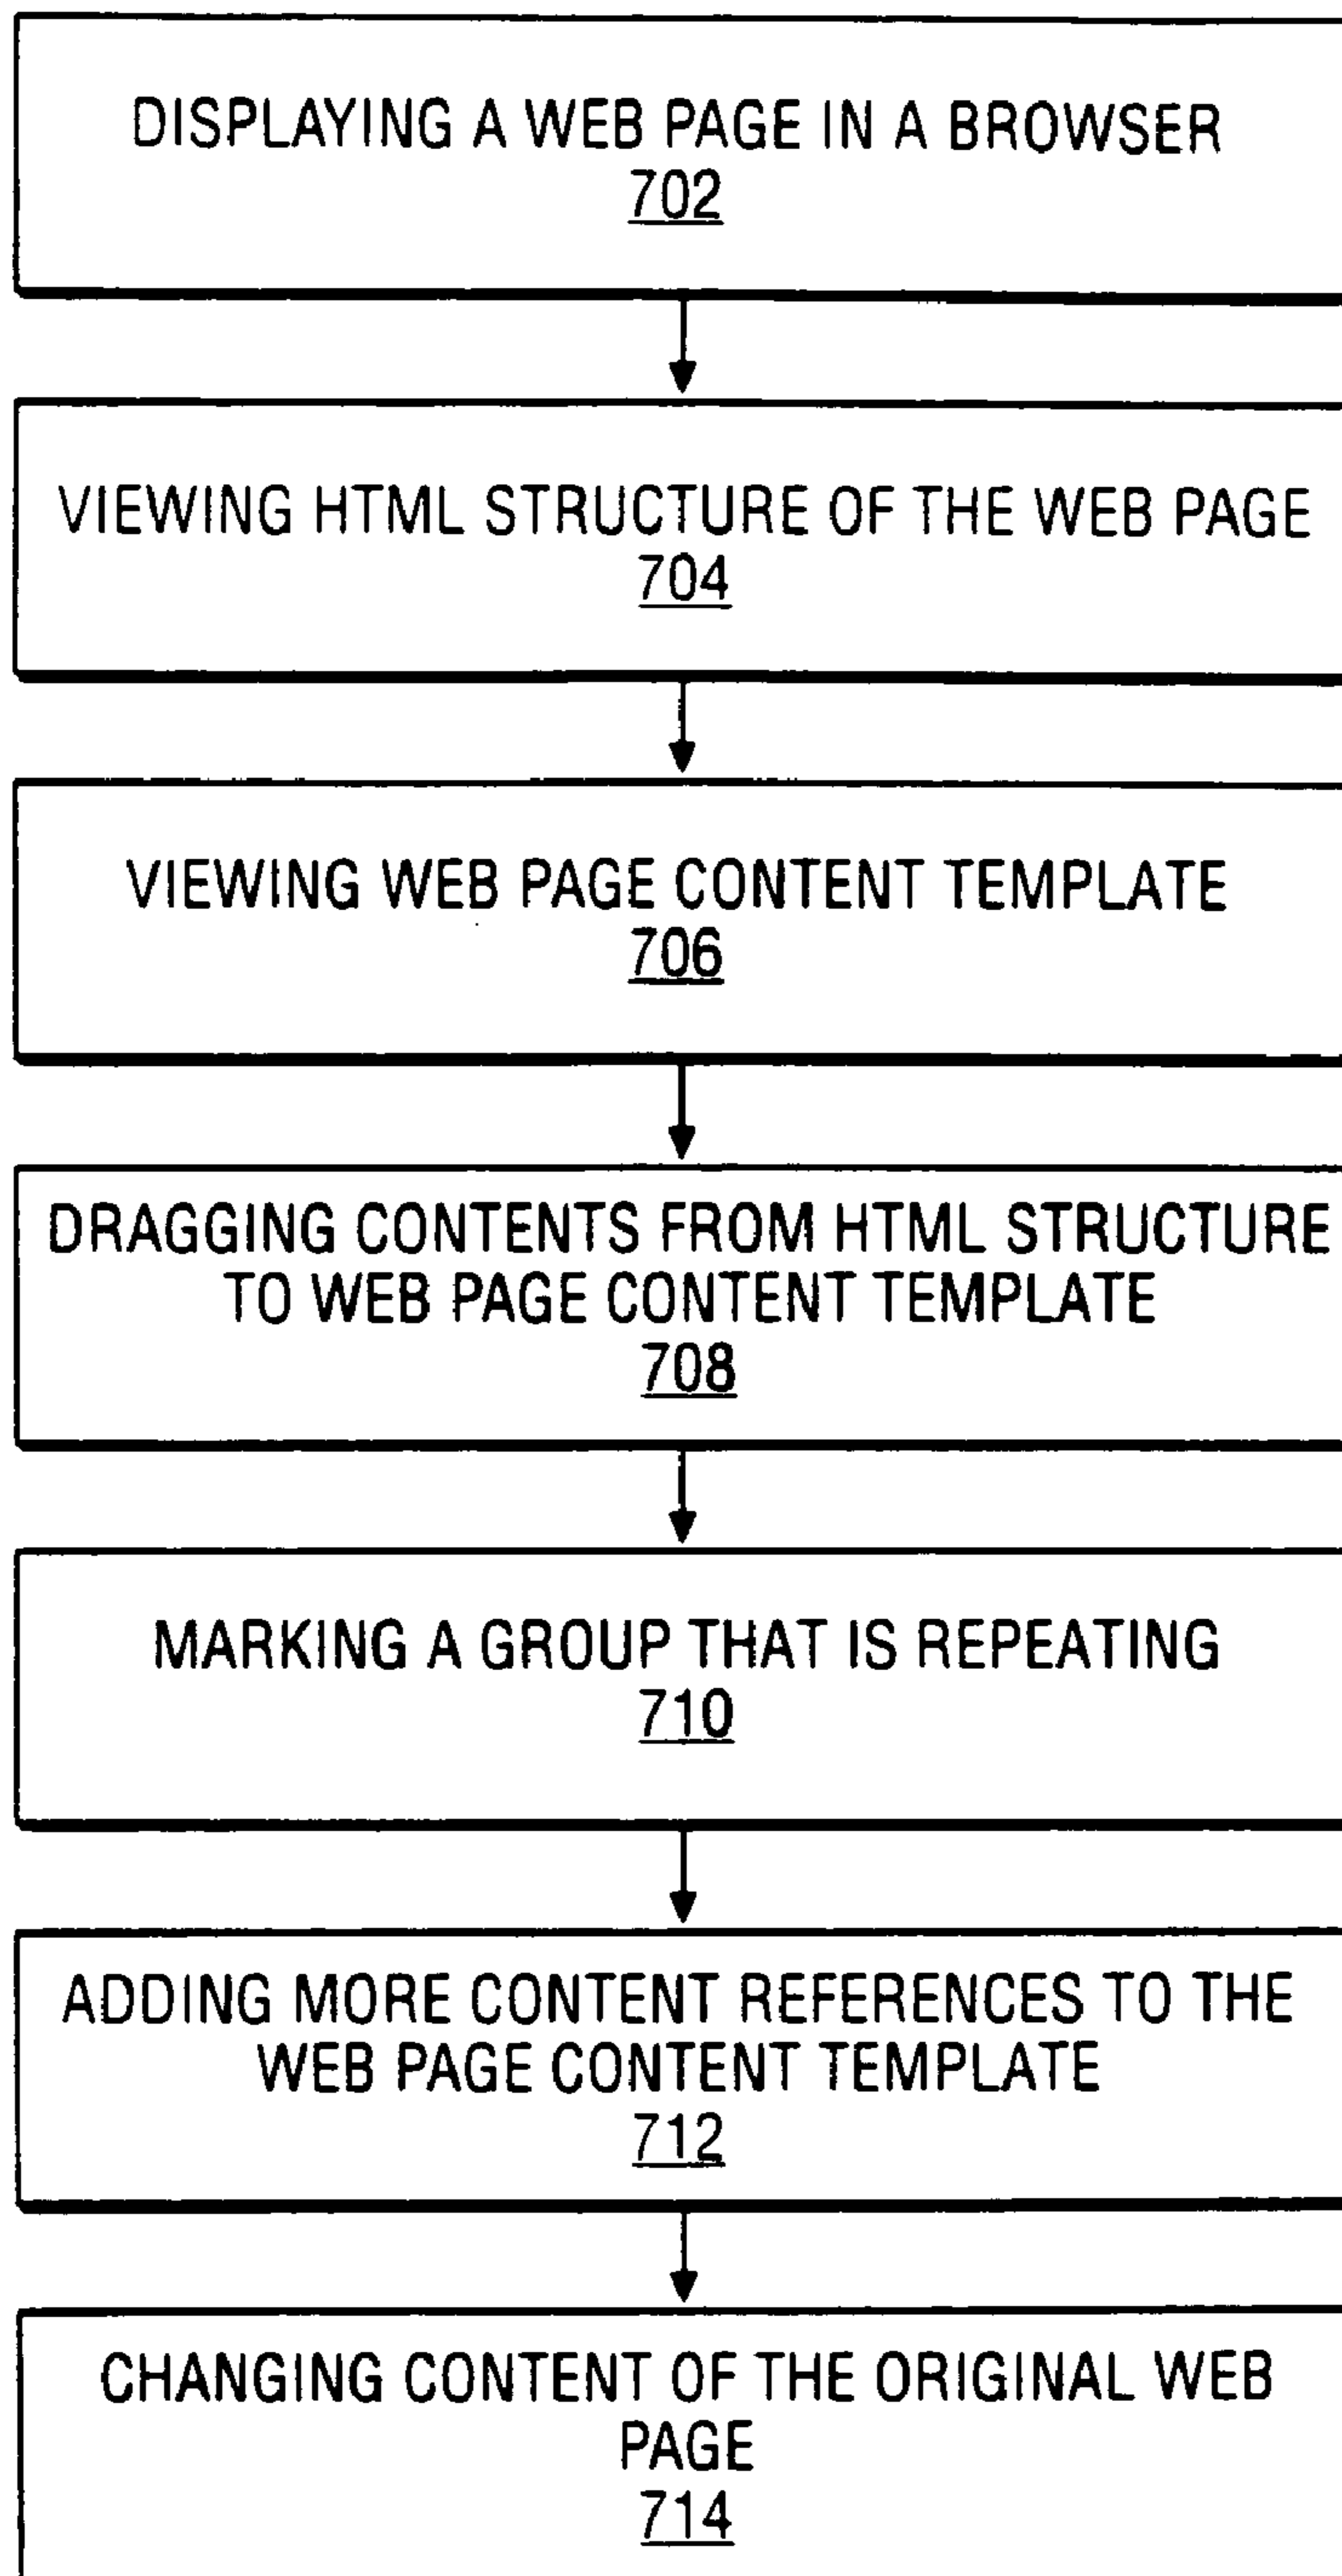 DISPLAYING A WEB PAGE IN A BROWSER
702
VIEWING HTML STRUCTURE OF THE WEB PAGE
704
VIEWING WEB PAGE CONTENT TEMPLATE
706
DRAGGING CONTENTS FROM HTML STRUCTURE
TO WEB PAGE CONTENT TEMPLATE
708
MARKING A GROUP THAT IS REPEATING
710
ADDING MORE CONTENT REFERENCES TO THE
WEB PAGE CONTENT TEMPLATE
712
CHANGING CONTENT OF THE ORIGINAL WEB
PAGE
714